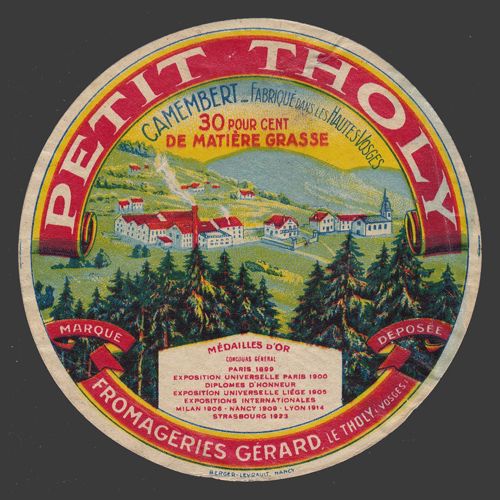 PETIT THOLY
CAMEMBERT _ FABRIQUÉ DANS LES HAUTES VOSGES
30 POUR CENT
DE MATIÈRE GRASSE
MARQUE DÉPOSÉE
MÉDAILLES D'OR
CONCOURS GÉNÉRAL
PARIS 1899
EXPOSITION UNIVERSELLE PARIS 1900
DIPLOMES D'HONNEUR
EXPOSITION UNIVERSELLE LIÉGE 1905
EXPOSITIONS INTERNATIONALES
MILAN 1906 - NANCY 1909 - LYON 1914
STRASBOURG 1923
FROMAGERIES GÉRARD, LE THOLY. (VOSGES)
BERGER-LEVRAULT, NANCY